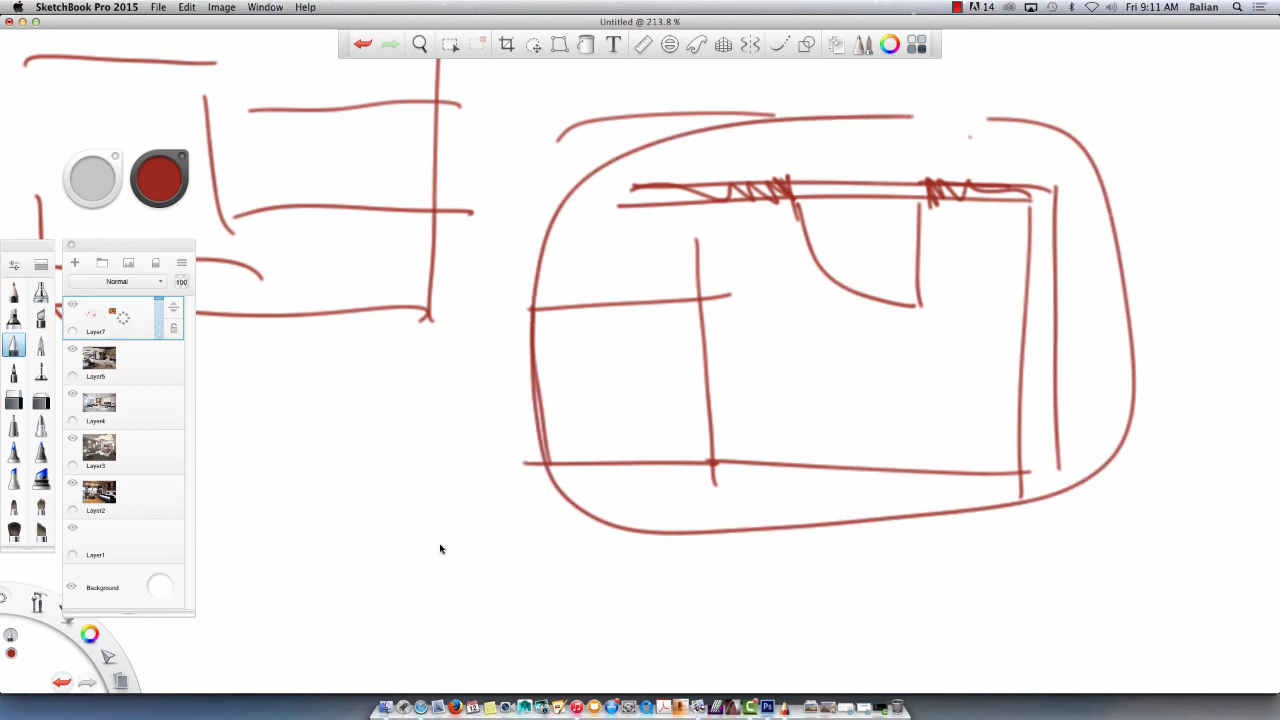 SketchBook Pro 2015 File Edit Image Window Help
14
Fri 9:11 AM Balian
Untitled @ 213.8 %
T
Normal
100
Layer7
Layer5
Layer4
Layer3
Layer2
Layer1
Background